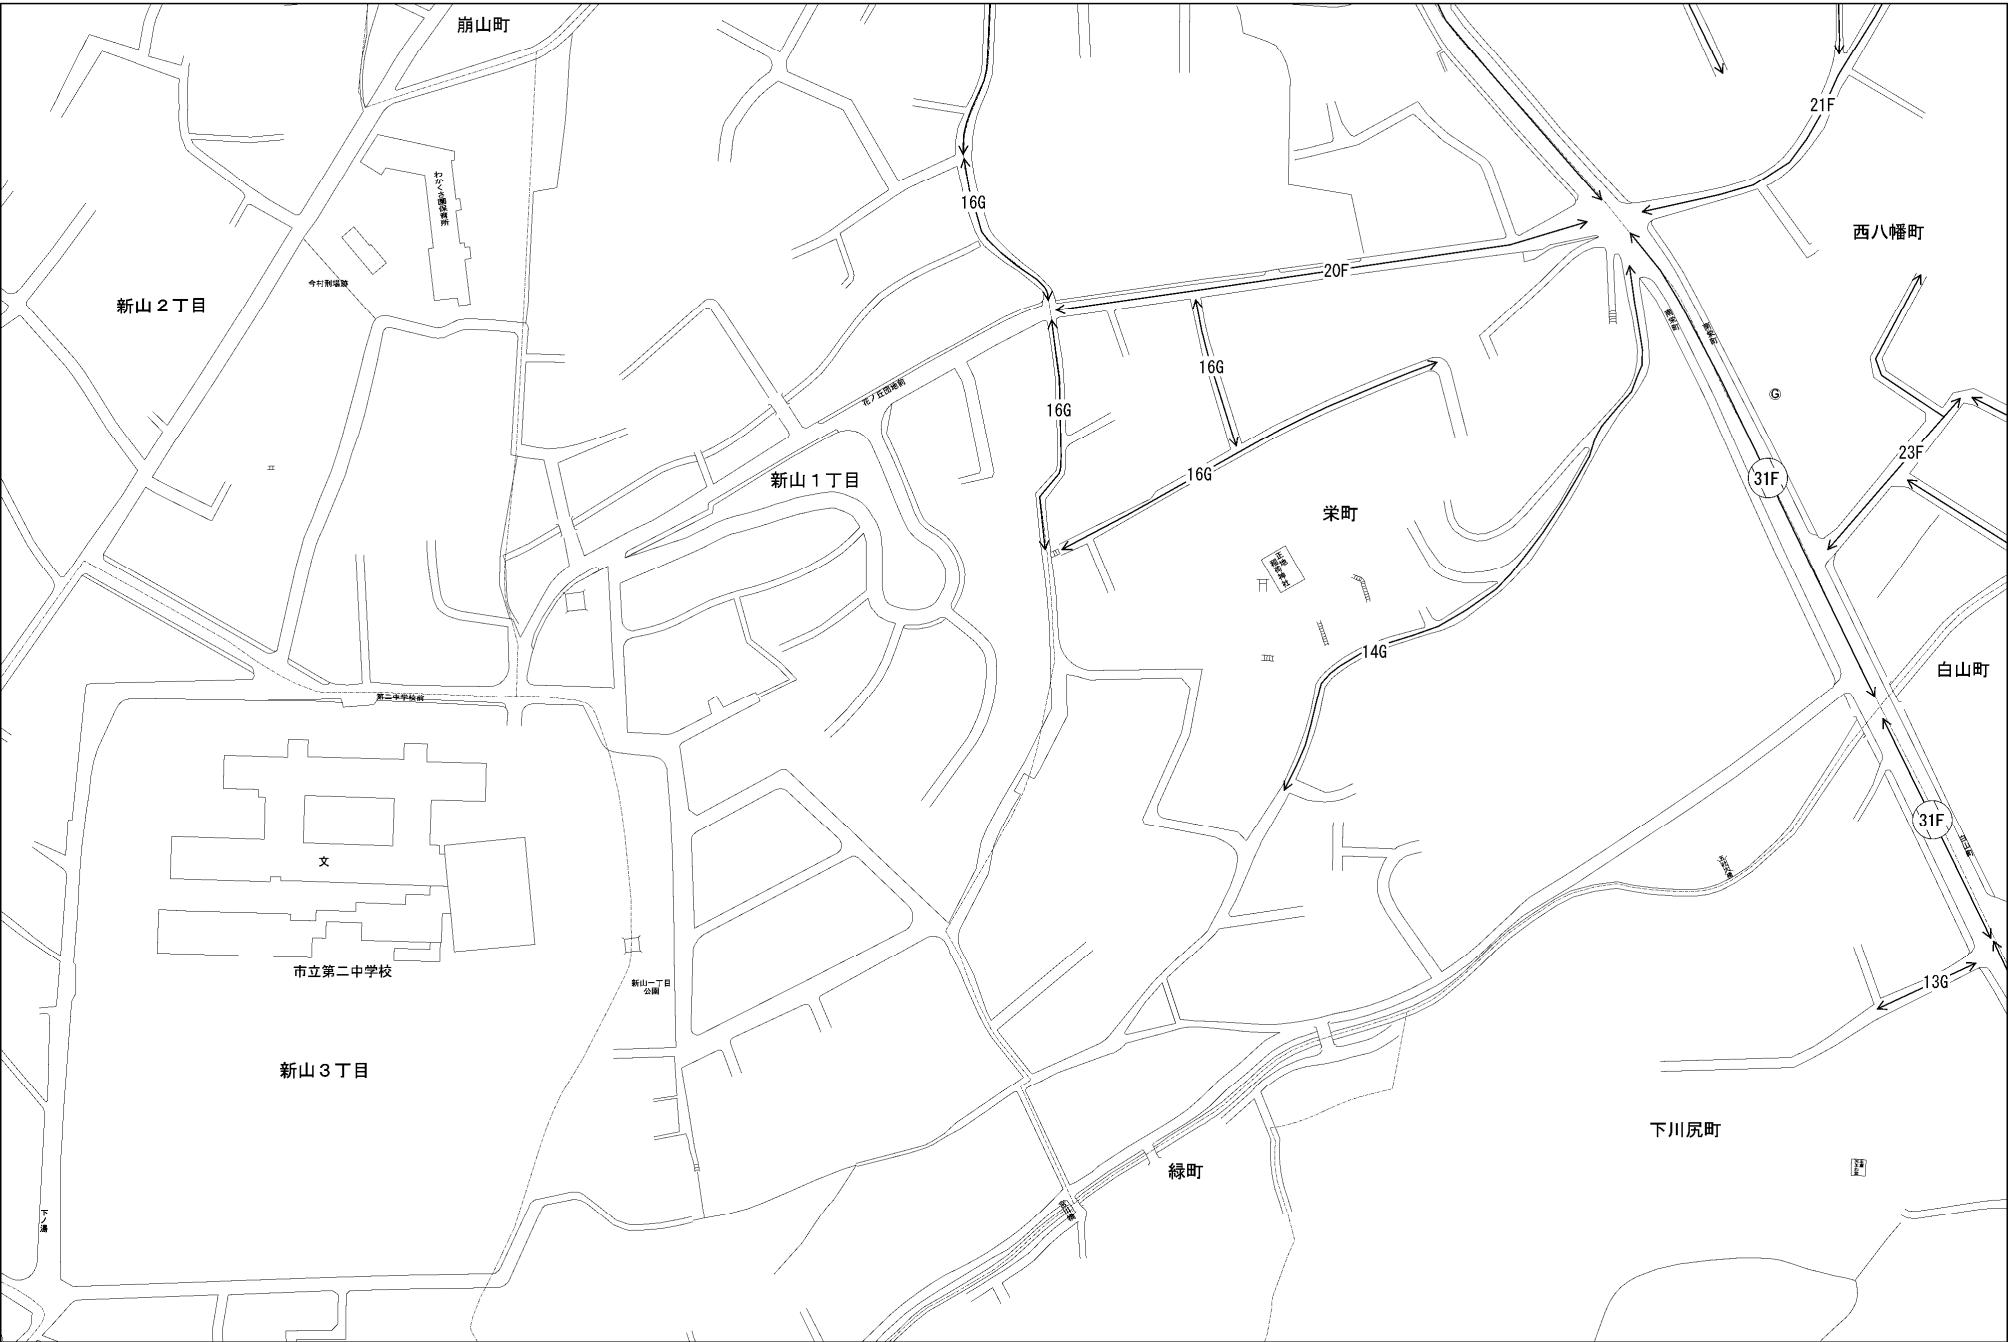 崩山町
21F
わかくさ園保育所
16G
西八幡町
20F
今村刑場跡
新山２丁目
16G
花ノ丘団地前
16G
G
23F
16G
新山１丁目
31F
栄町
14G
白山町
第二中学校前
31F
文
市立第二中学校
新山一丁目
公園
13G
新山３丁目
下川尻町
緑町
下ノ湯